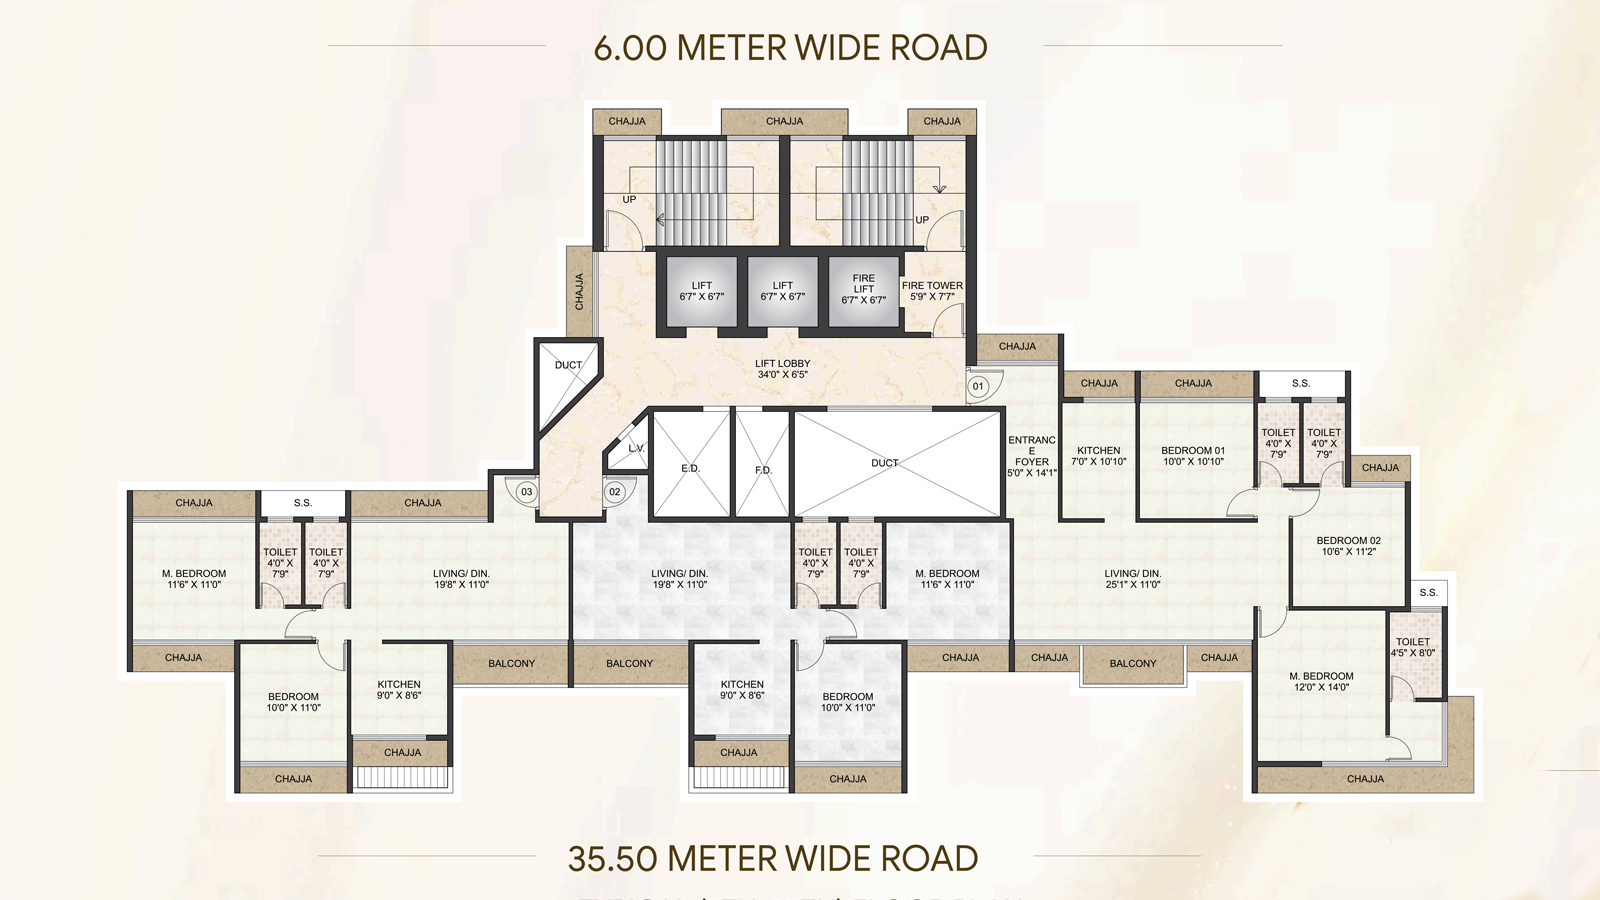 6.00 METER WIDE ROAD
CHAJJA
CHAJJA
CHAJJA
UP
UP
CHAJJA
LIFT
6'7" X 6'7"
LIFT
6'7" X 6'7"
FIRE
LIFT
6'7" X 6'7"
FIRE TOWER
5'9" X 7'7"
DUCT
LIFT LOBBY
34'0" X 6'5"
CHAJJA
01
CHAJJA
CHAJJA
S.S.
L.V.
E.D.
F.D.
DUCT
ENTRANC
E
FOYER
5'0" X 14'1"
KITCHEN
7'0" X 10'10"
BEDROOM 01
10'0" X 10'10"
TOILET
4'0" X
7'9"
TOILET
4'0" X
7'9"
CHAJJA
03
02
CHAJJA
S.S.
CHAJJA
M. BEDROOM
11'6" X 11'0"
TOILET
4'0" X
7'9"
TOILET
4'0" X
7'9"
LIVING/ DIN.
19'8" X 11'0"
LIVING/ DIN.
19'8" X 11'0"
TOILET
4'0" X
7'9"
TOILET
4'0" X
7'9"
M. BEDROOM
11'6" X 11'0"
LIVING/ DIN.
25'1" X 11'0"
BEDROOM 02
10'6" X 11'2"
S.S.
CHAJJA
BALCONY
BALCONY
CHAJJA
CHAJJA
BALCONY
CHAJJA
TOILET
4'5" X 8'0"
BEDROOM
10'0" X 11'0"
KITCHEN
9'0" X 8'6"
KITCHEN
9'0" X 8'6"
BEDROOM
10'0" X 11'0"
M. BEDROOM
12'0" X 14'0"
CHAJJA
CHAJJA
CHAJJA
CHAJJA
CHAJJA
35.50 METER WIDE ROAD